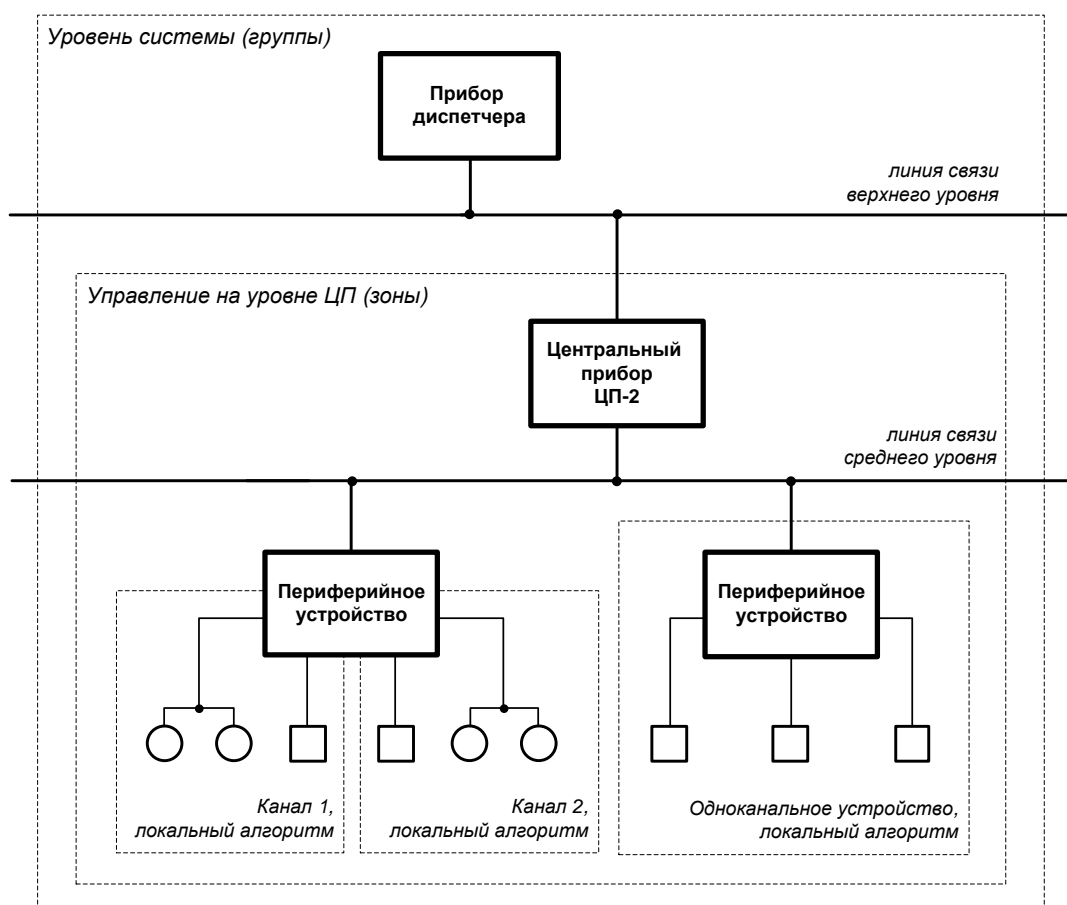 Уровень системы (группы)
Прибор
диспетчера
линия связи
верхнего уровня
Управление на уровне ЦП (зоны)
Центральный
прибор
ЦП-2
линия связи
среднего уровня
Периферийное
устройство
Периферийное
устройство
Канал 1,
локальный алгоритм
Канал 2,
локальный алгоритм
Одноканальное устройство,
локальный алгоритм